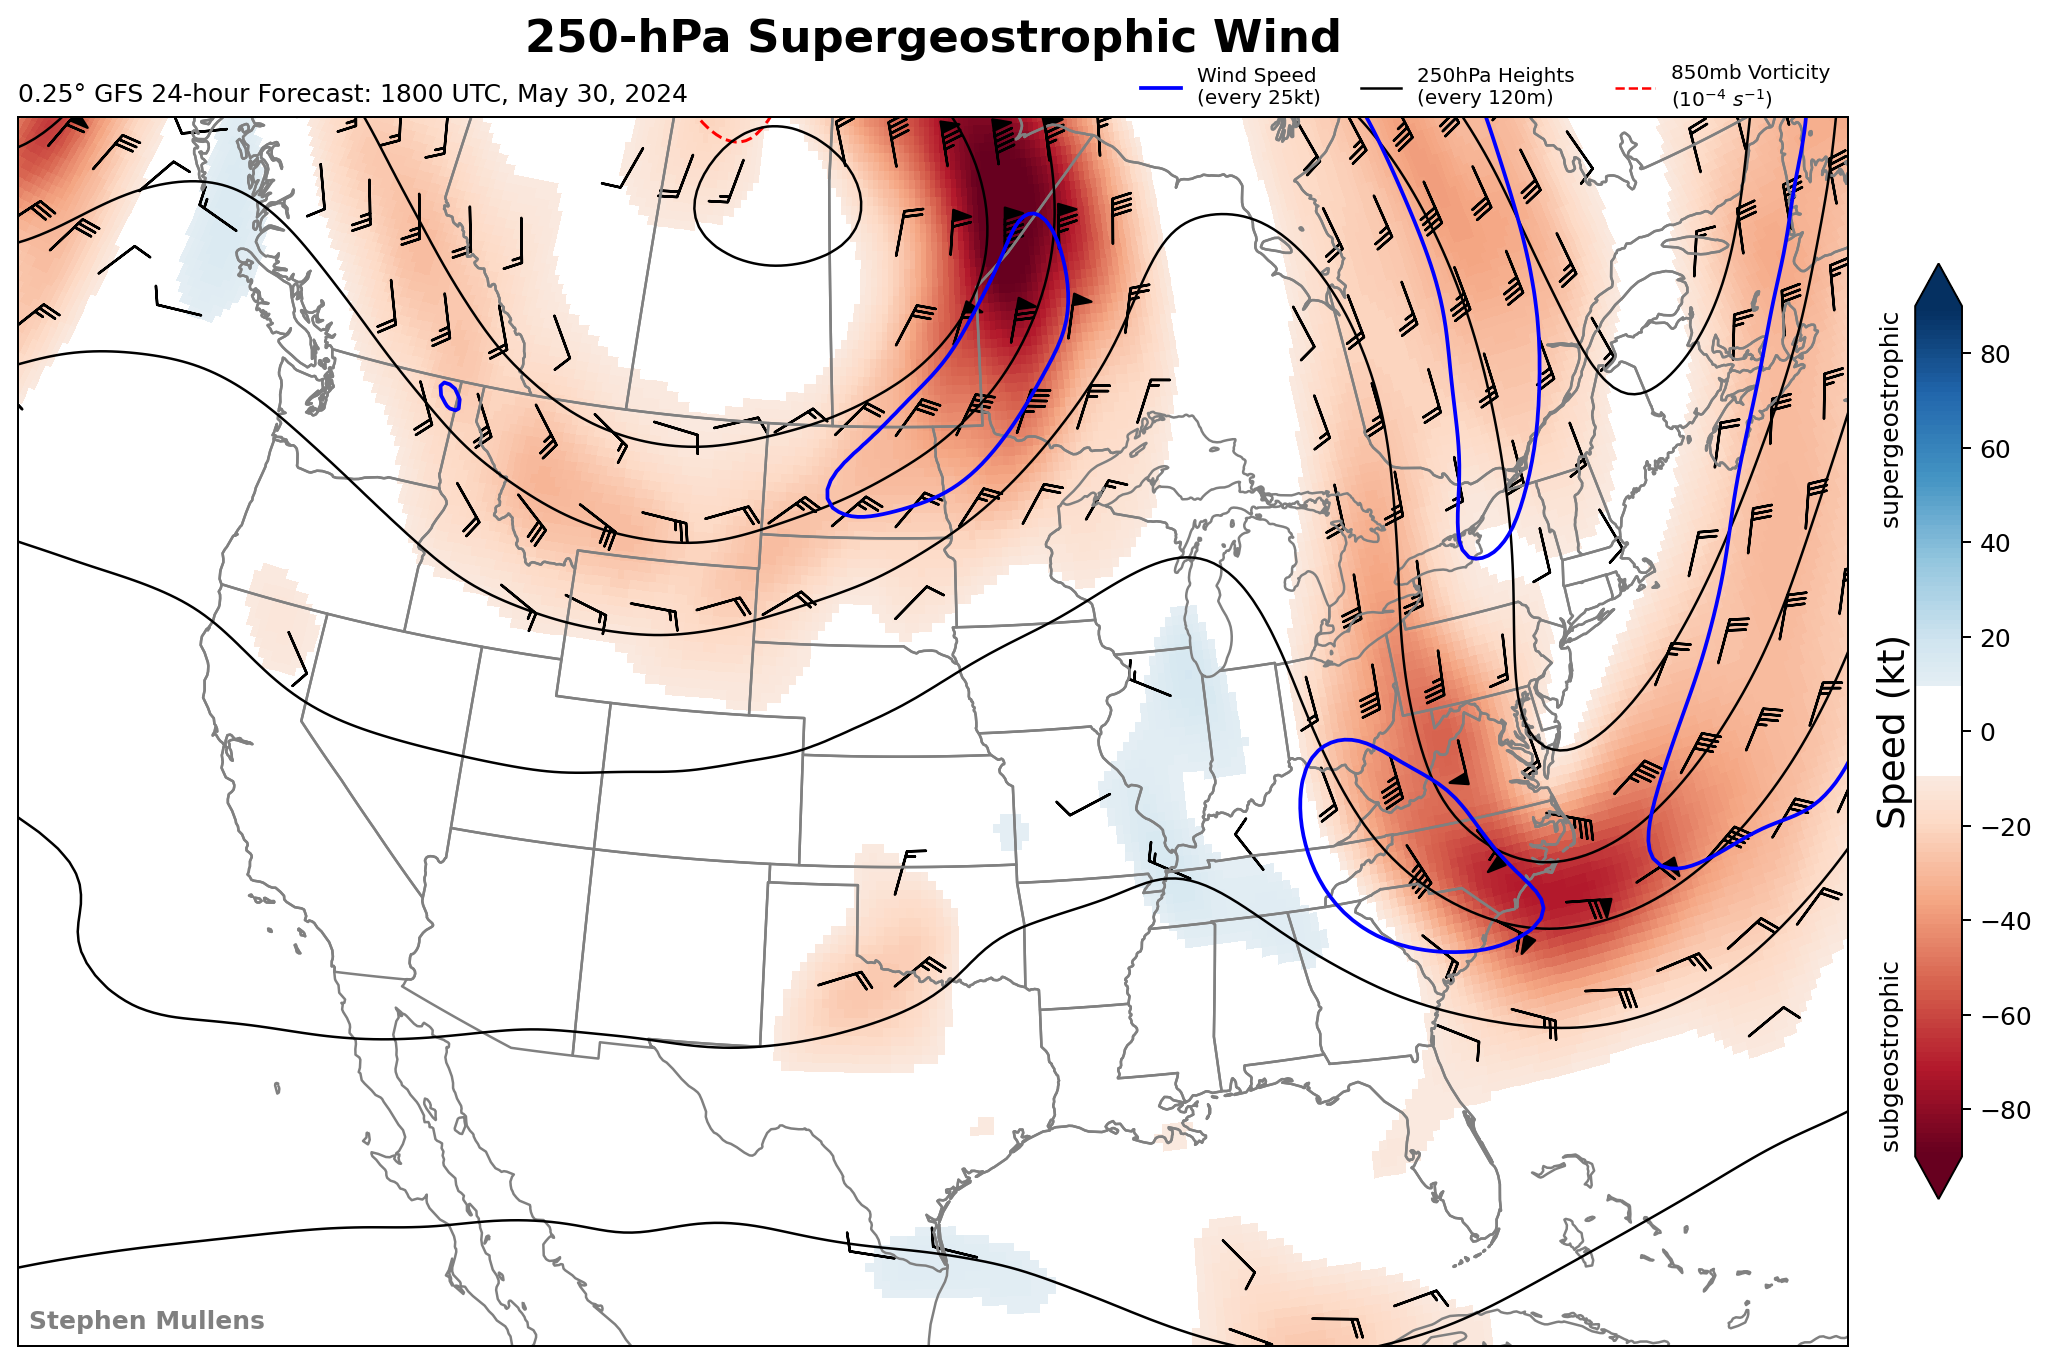 250-hPa Supergeostrophic Wind
0.25° GFS 24-hour Forecast: 1800 UTC, May 30, 2024
Wind Speed
(every 25kt)
250hPa Heights
(every 120m)
850mb Vorticity
(10⁻⁴ s⁻¹)
supergeostrophic
Speed (kt)
subgeostrophic
80
60
40
20
0
−20
−40
−60
−80
Stephen Mullens